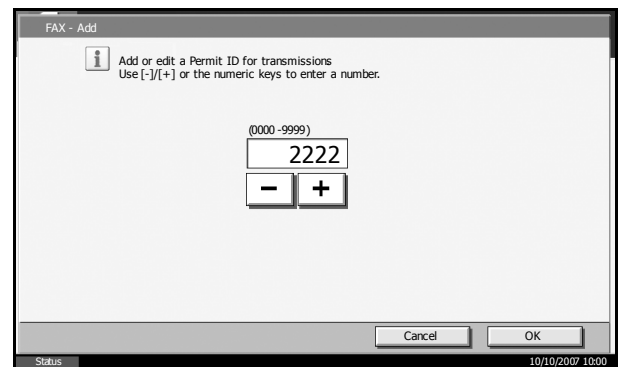 FAX - Add
Add or edit a Permit ID for transmissions
Use [-]/[+] or the numeric keys to enter a number.
(0000 -9999)
2222
Cancel OK
Status 10/10/2007 10:00